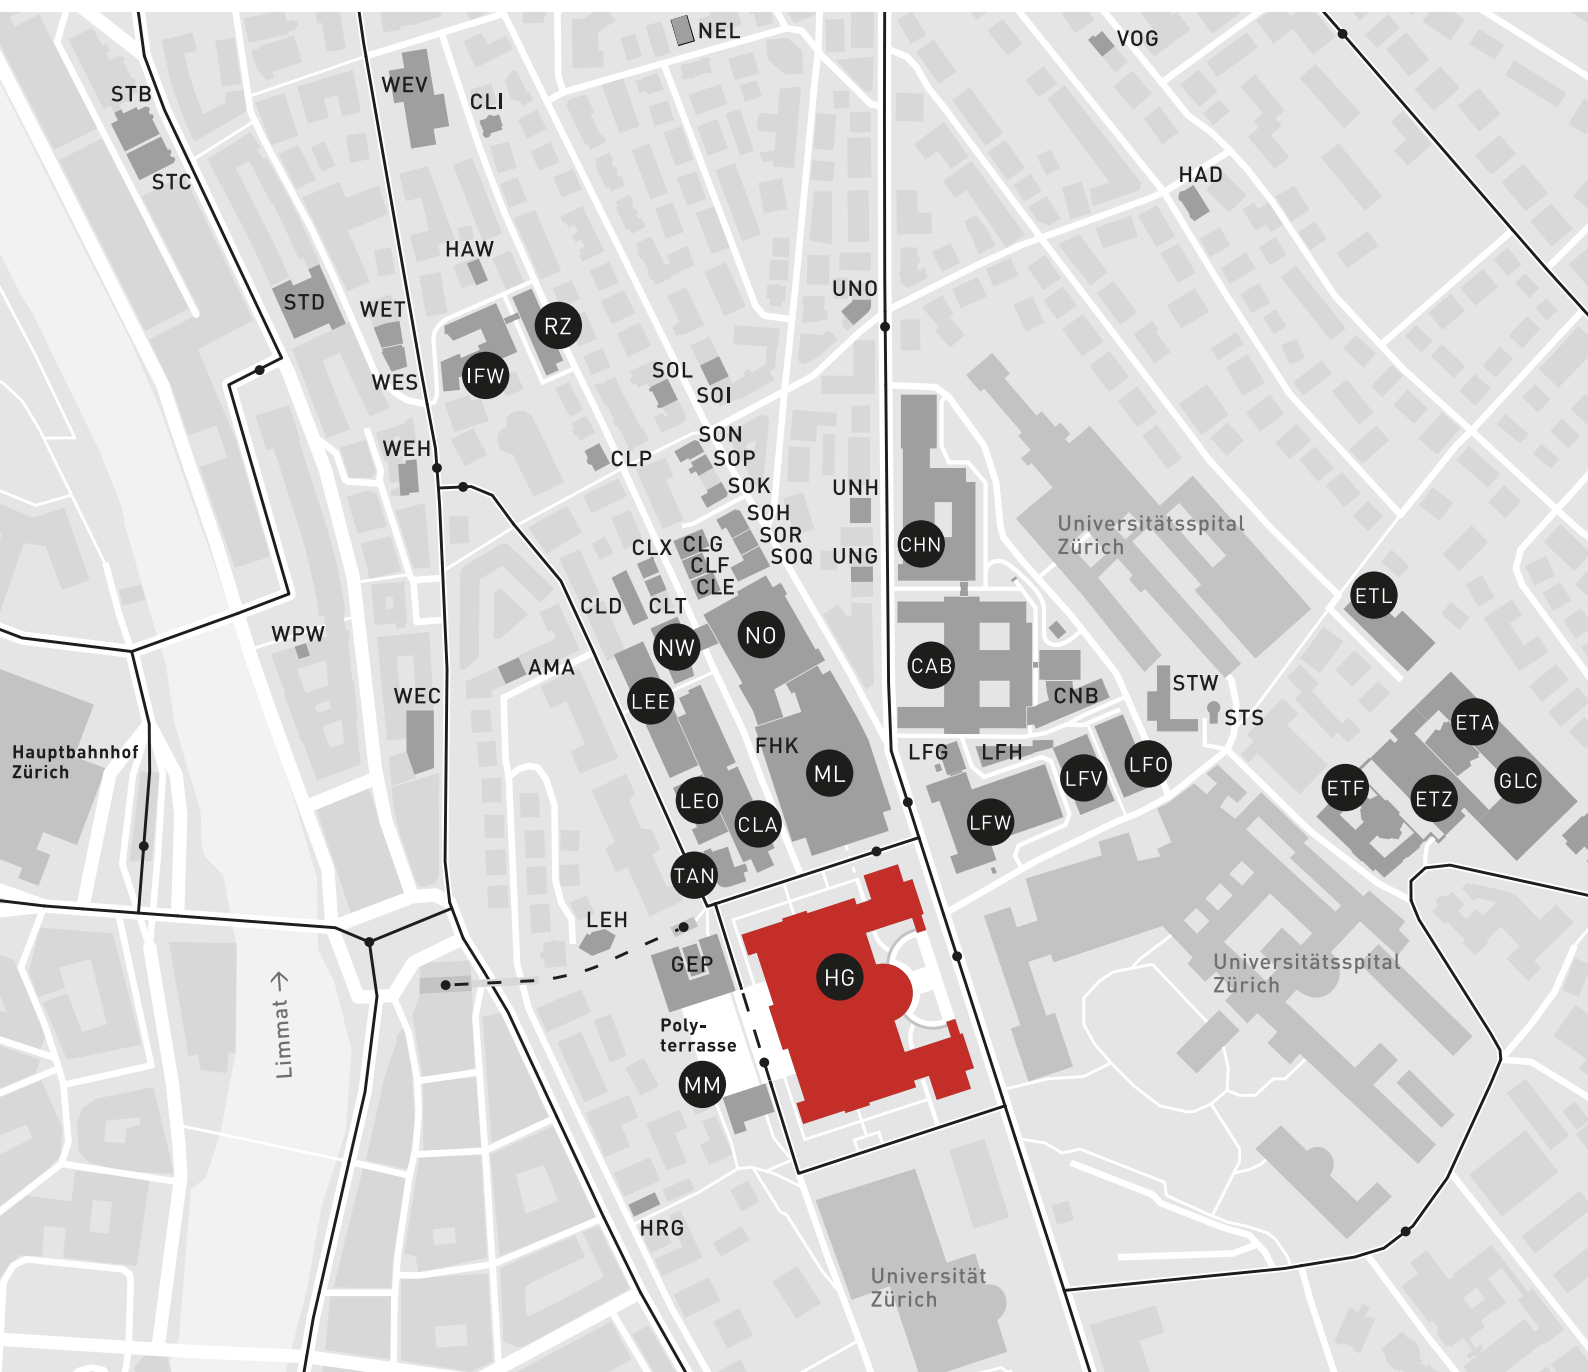 NEL
VOG
WEV
STB
CLI
STC
HAD
HAW
UNO
STD
WET
RZ
WES
IFW
SOL
SOI
SON
WEH
CLP
SOP
SOK
UNH
SOH
Universitätsspital
Zürich
SOR
CLX
CLG
CHN
SOQ
UNG
CLF
CLE
ETL
CLD
CLT
WPW
NO
NW
AMA
CAB
STW
WEC
CNB
LEE
STS
ETA
Hauptbahnhof
Zürich
FHK
LFG
LFH
ML
LFV
LFO
GLC
ETF
ETZ
LEO
CLA
LFW
TAN
LEH
GEP
HG
Universitätsspital
Zürich
Limmat →
Poly-
terrasse
MM
HRG
Universität
Zürich